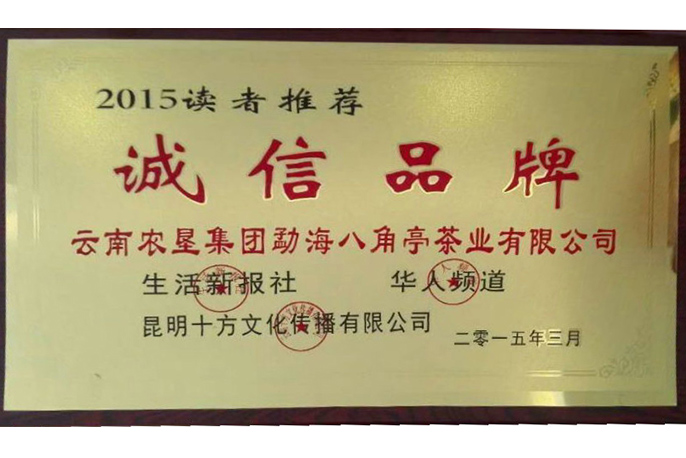 2015读者推荐
诚信品牌
云南农垦集团勐海八角亭茶业有限公司
生活新报社 华人频道
昆明十方文化传播有限公司
二零一五年三月